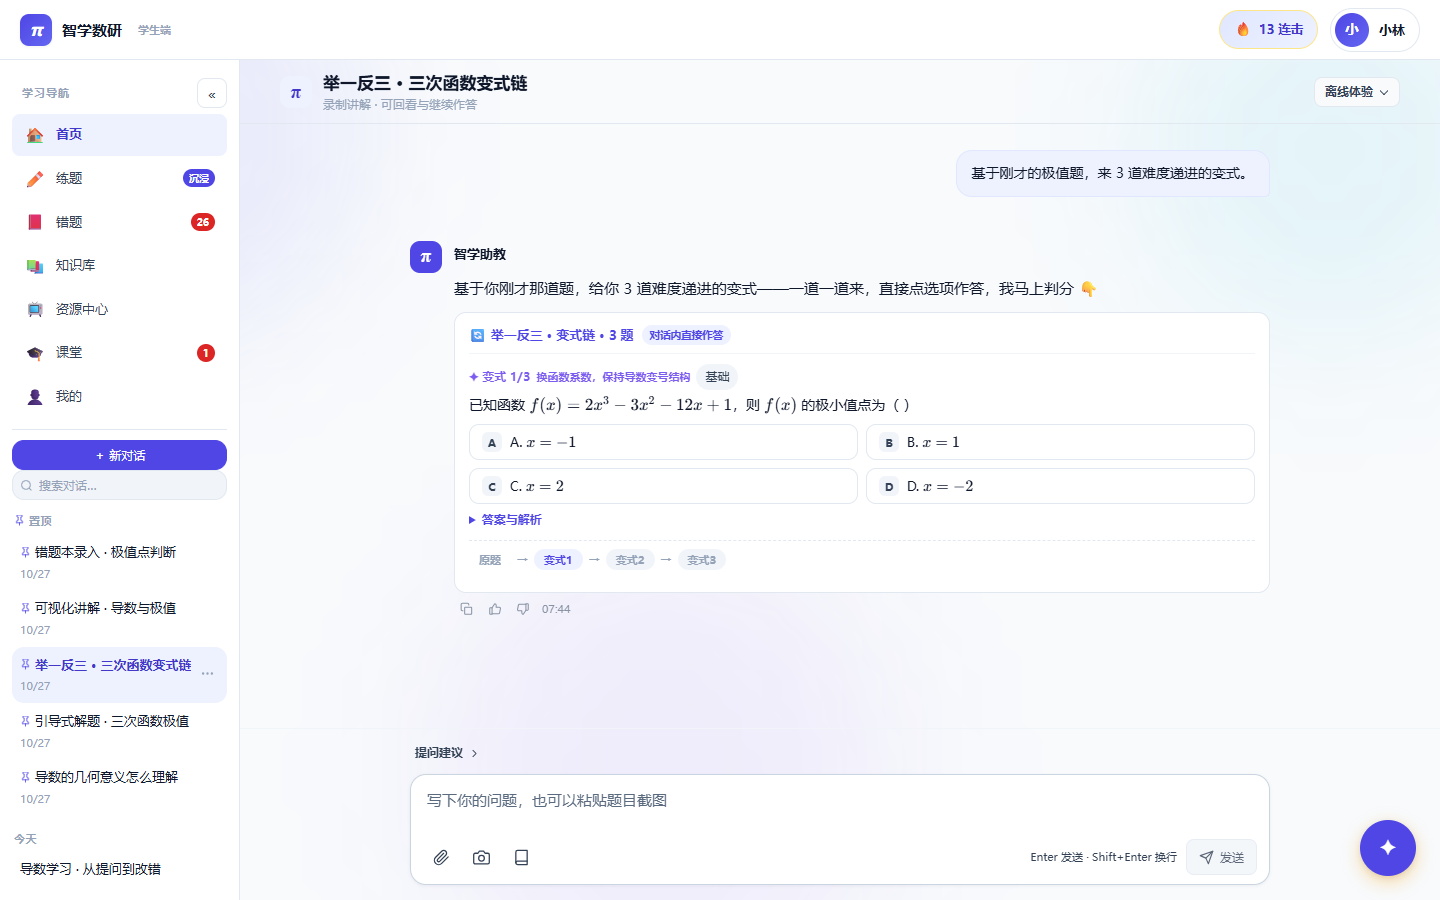 π 智学数研 学生端
13 连击
小 小林
学习导航 «
首页
练题 沉浸
错题 26
知识库
资源中心
课堂 1
我的
+ 新对话
搜索对话...
置顶
错题本录入 · 极值点判断
10/27
可视化讲解 · 导数与极值
10/27
举一反三 • 三次函数变式链 ...
10/27
引导式解题 · 三次函数极值
10/27
导数的几何意义怎么理解
10/27
今天
导数学习 · 从提问到改错
π 举一反三 • 三次函数变式链
录制讲解 · 可回看与继续作答
离线体验
基于刚才的极值题，来 3 道难度递进的变式。
π 智学助教
基于你刚才那道题，给你 3 道难度递进的变式——一道一道来，直接点选项作答，我马上判分 👇
举一反三 • 变式链 • 3 题 对话内直接作答
✦ 变式 1/3 换函数系数，保持导数变号结构 基础
已知函数 f(x) = 2x³ − 3x² − 12x + 1，则 f(x) 的极小值点为（ ）
A A. x = −1
B B. x = 1
C C. x = 2
D D. x = −2
▶ 答案与解析
原题 → 变式1 → 变式2 → 变式3
07:44
提问建议 >
写下你的问题，也可以粘贴题目截图
Enter 发送 · Shift+Enter 换行 发送